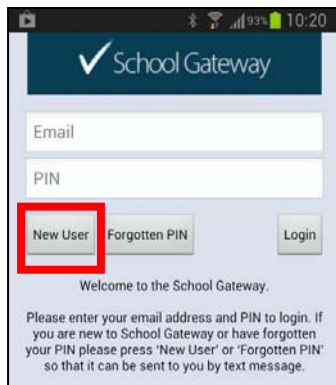 93% 10:20
School Gateway
Email
PIN
New User Forgotten PIN Login
Welcome to the School Gateway.
Please enter your email address and PIN to login. If
you are new to School Gateway or have forgotten
your PIN please press 'New User' or 'Forgotten PIN'
so that it can be sent to you by text message.